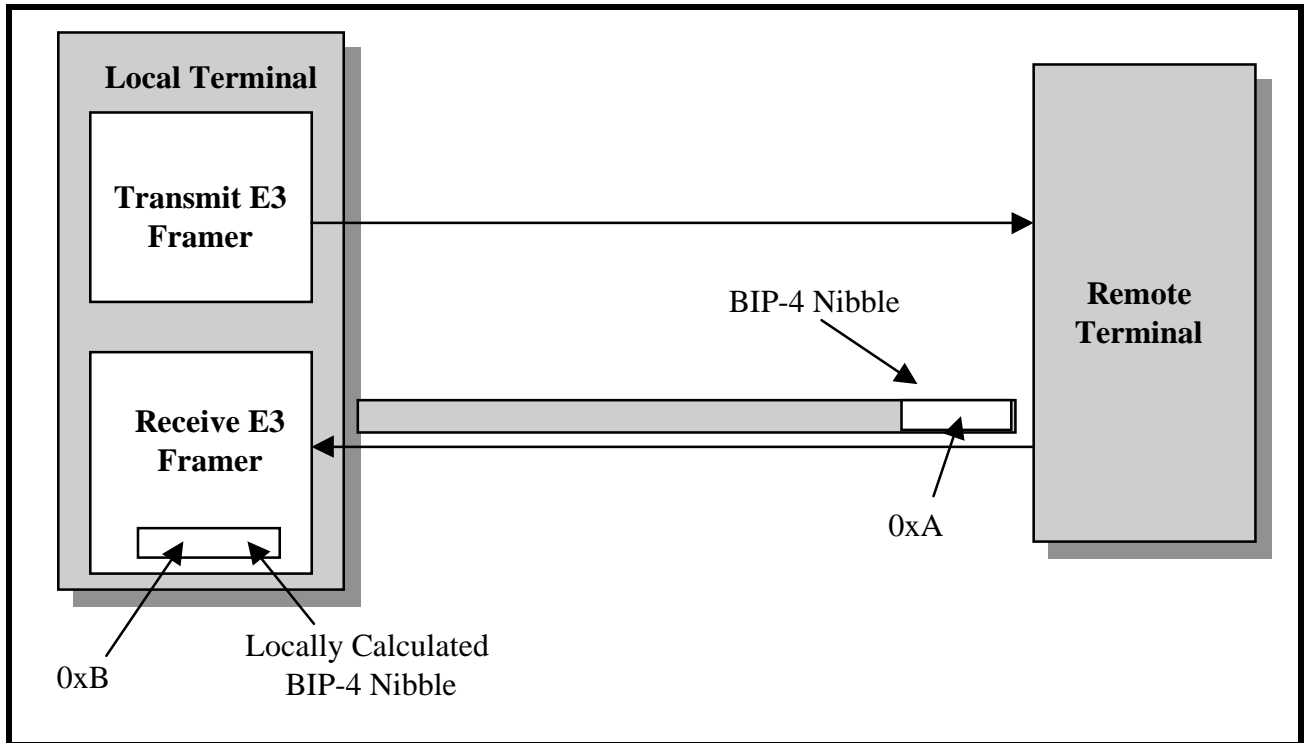 Local Terminal
Transmit E3
Framer
BIP-4 Nibble
Remote
Terminal
Receive E3
Framer
0xA
Locally Calculated
BIP-4 Nibble
0xB